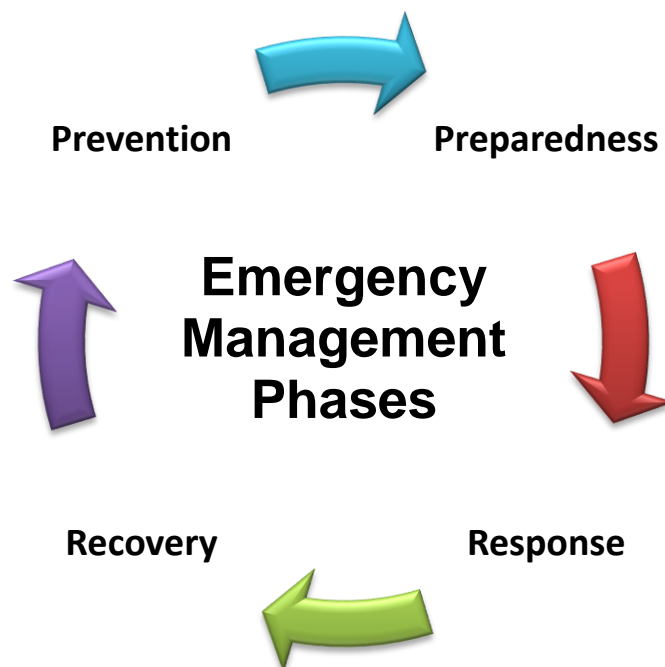 Prevention
Preparedness
Emergency
Management
Phases
Recovery
Response